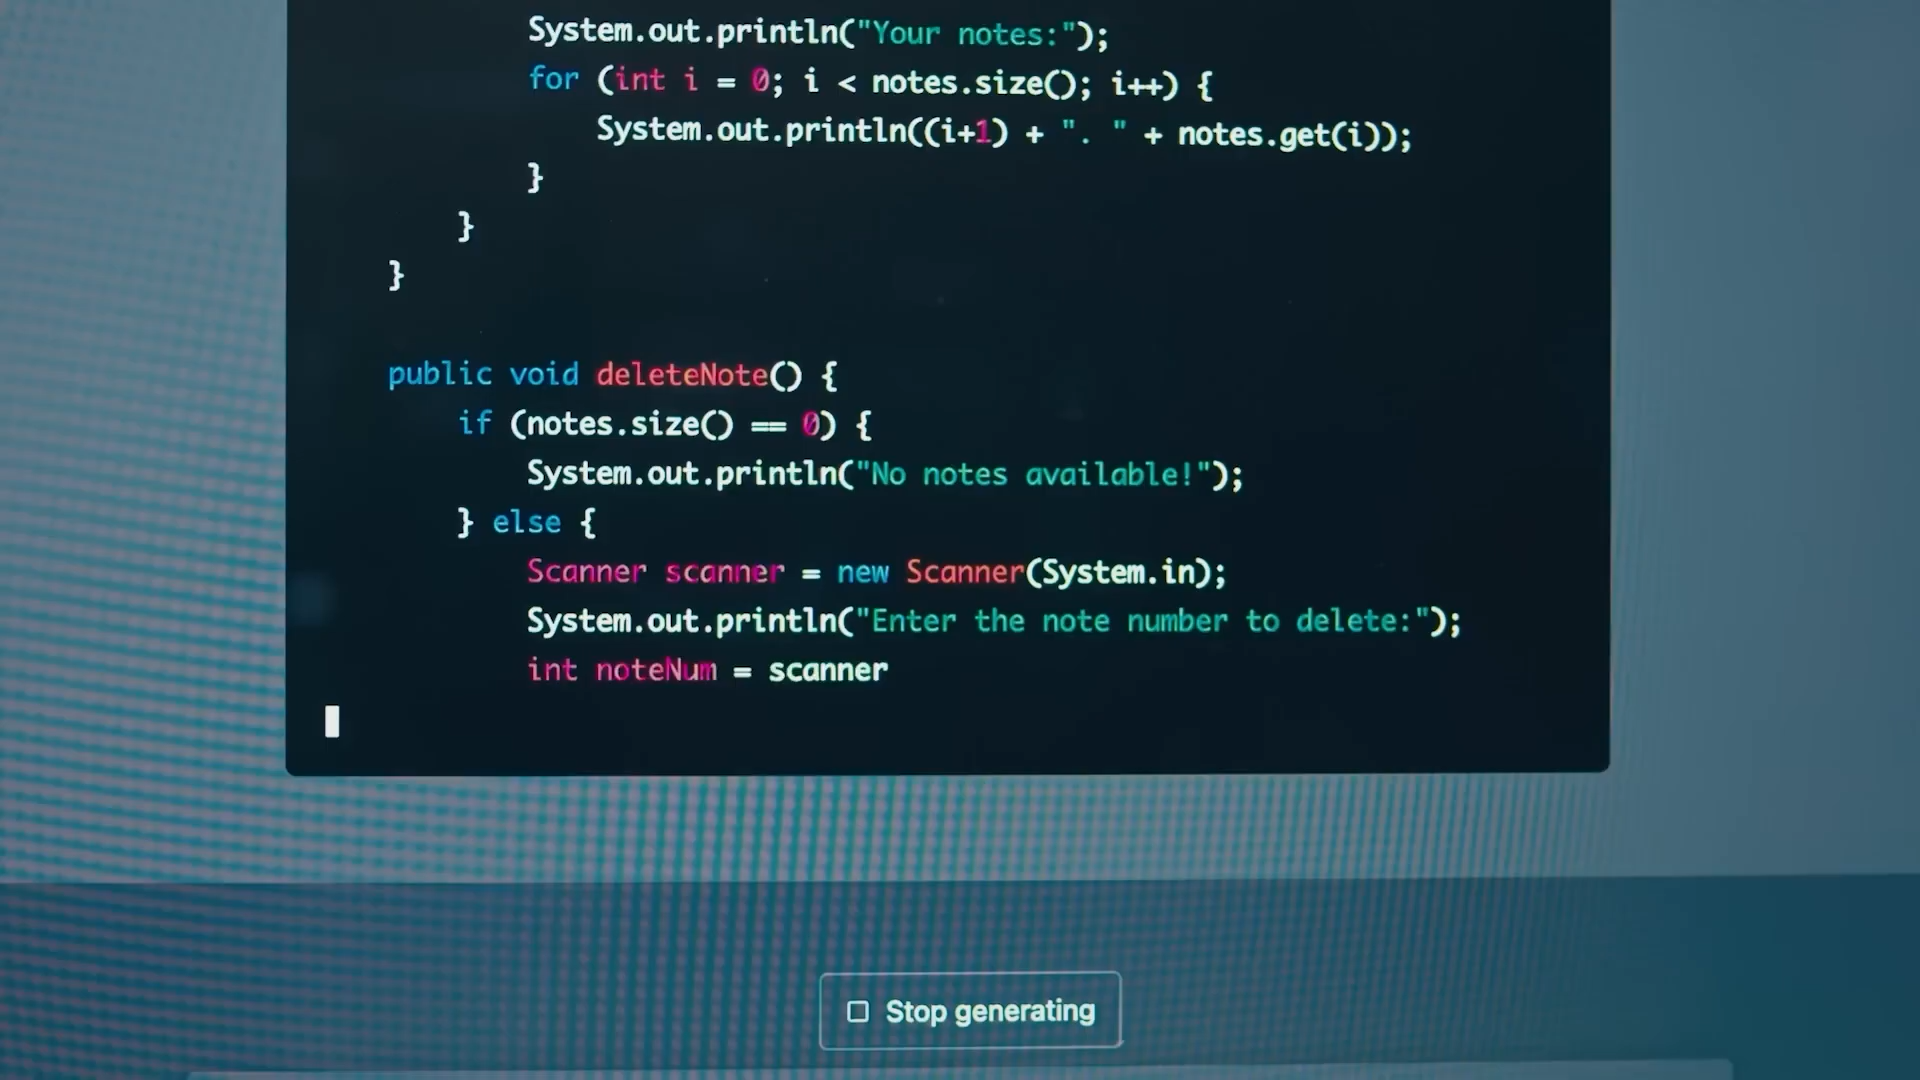 System.out.println("Your notes:");
for (int i = 0; i < notes.size(); i++) {
System.out.println((i+1) + ". " + notes.get(i));
}
}
}
public void deleteNote() {
if (notes.size() == 0) {
System.out.println("No notes available!");
} else {
Scanner scanner = new Scanner(System.in);
System.out.println("Enter the note number to delete:");
int noteNum = scanner
Stop generating